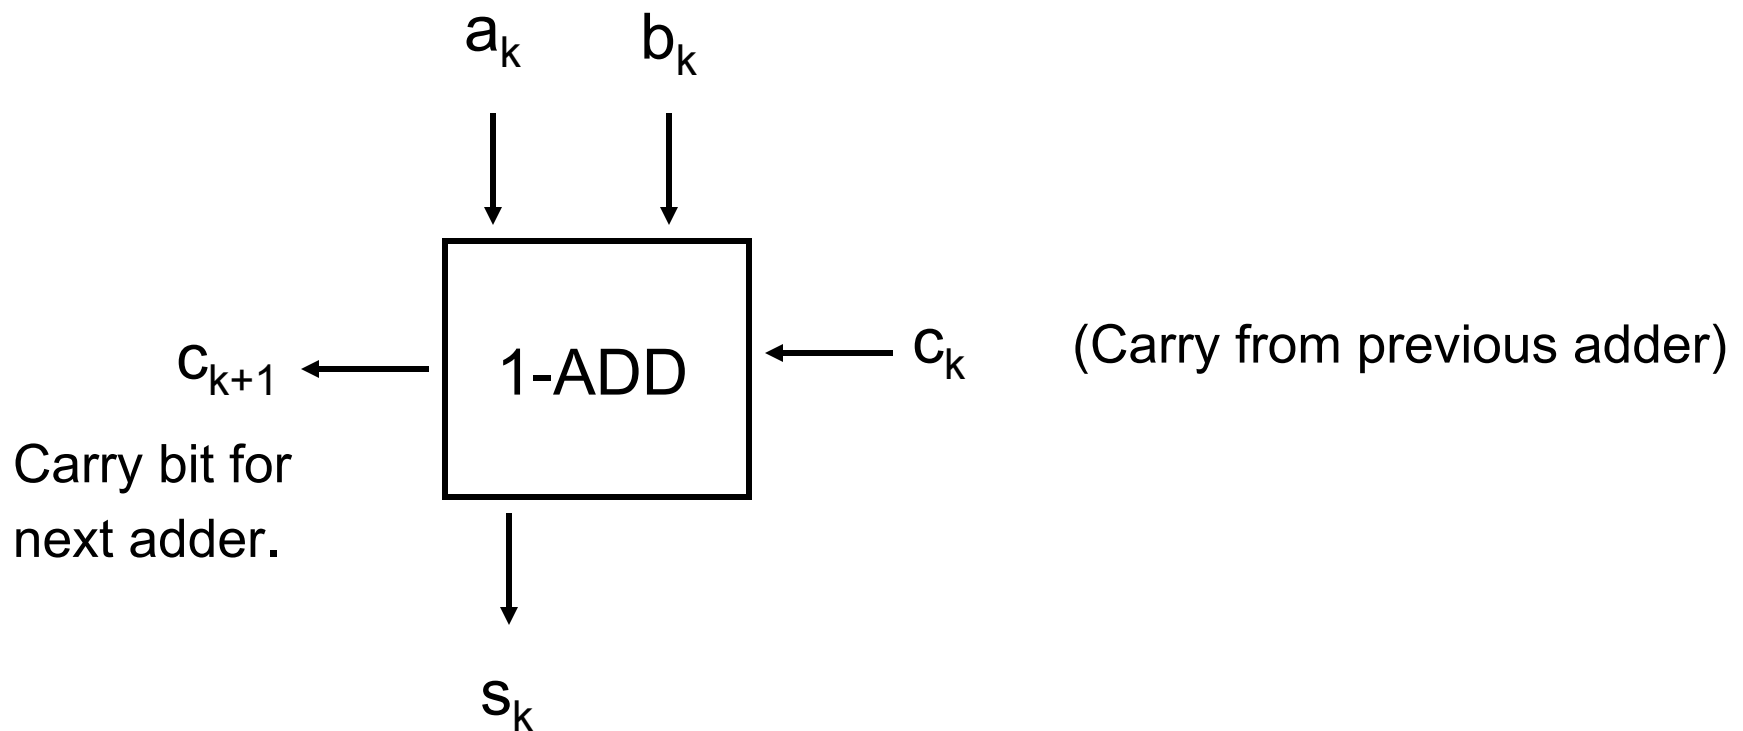 aₖ bₖ
cₖ₊₁ 1-ADD cₖ (Carry from previous adder)
Carry bit for
next adder.
sₖ